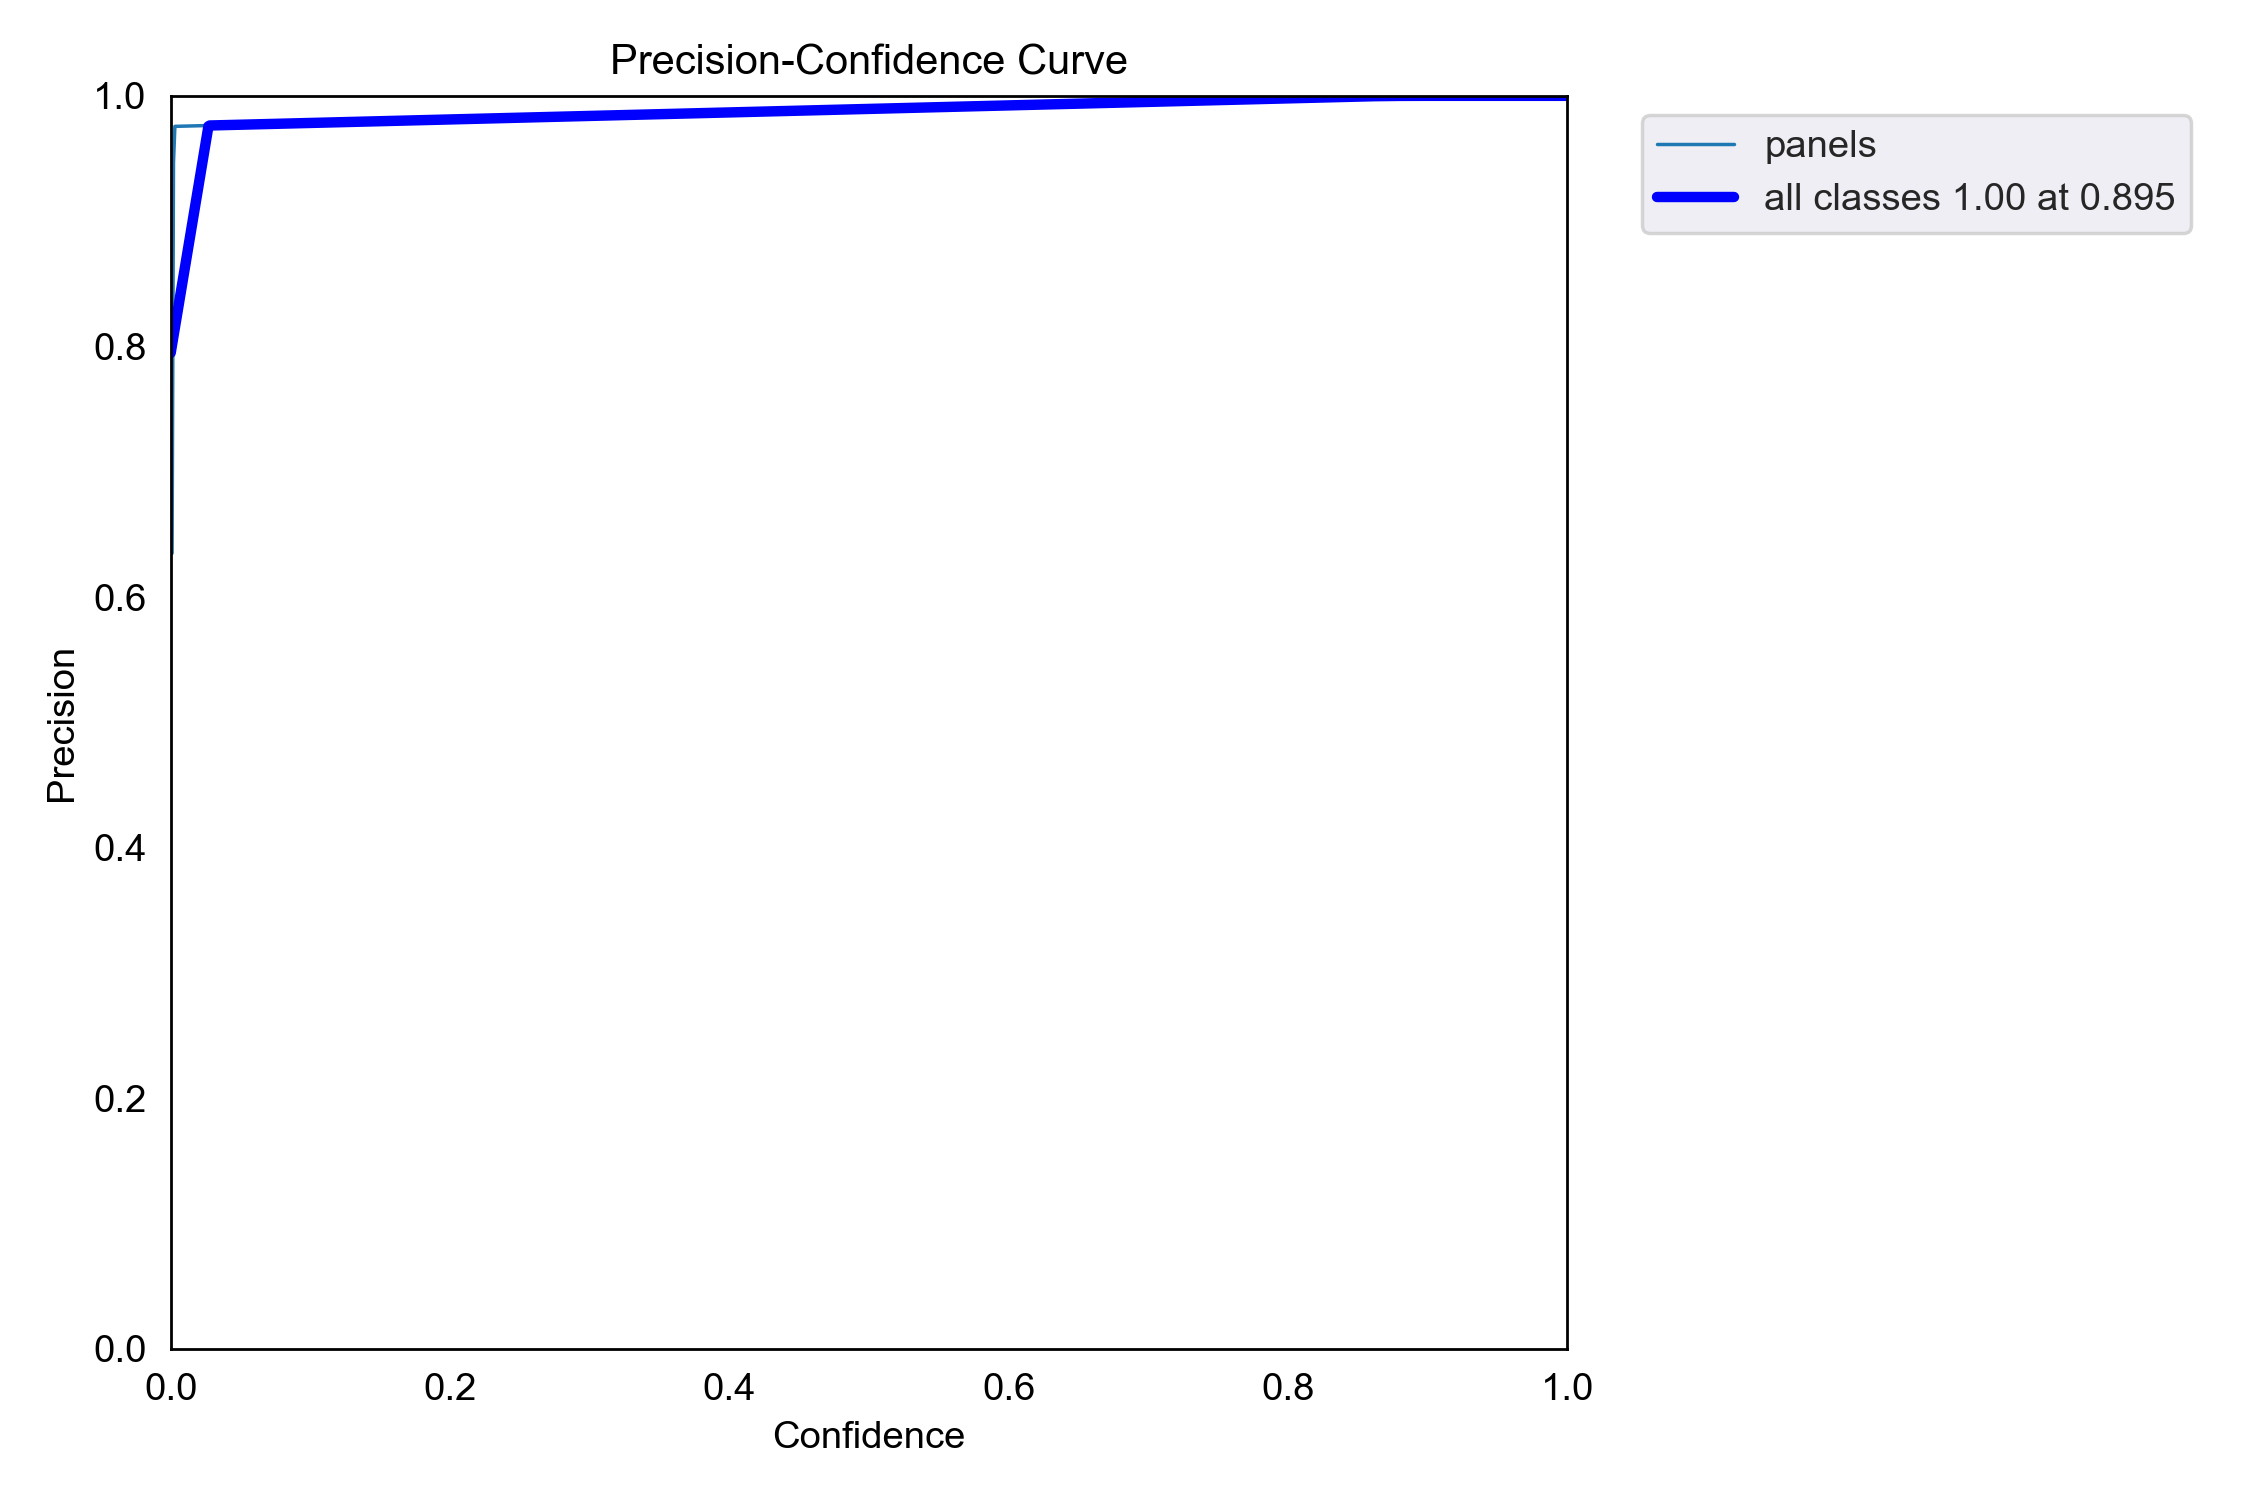 Precision-Confidence Curve
1.0
0.8
0.6
0.4
0.2
0.0
Precision
0.0 0.2 0.4 0.6 0.8 1.0
Confidence
panels
all classes 1.00 at 0.895